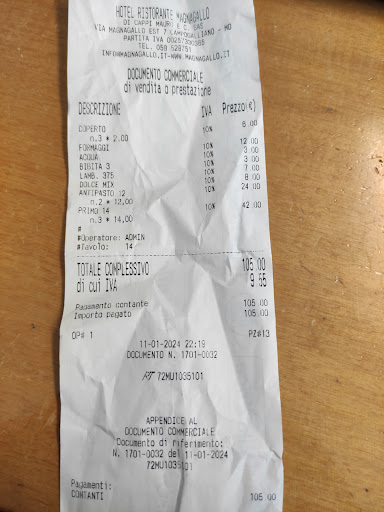 HOTEL RISTORANTE MAGNAGALLO
DI CAPPI MAURO E C. SAS
VIA MAGNAGALLO EST 7 CAMPOGALLIANO - MO
PARTITA IVA
TEL. 059 528751
INFO@MAGNAGALLO.IT-WWW.MAGNAGALLO.IT
DOCUMENTO COMMERCIALE
di vendita o prestazione
DESCRIZIONE IVA Prezzo(€)
COPERTO 10% 6.00
n.3 * 2,00
FORMAGGI 10% 12.00
ACQUA 10% 3.00
BIBITA 3 10% 3.00
LAMB. 375 10% 7.00
DOLCE MIX 10% 8.00
ANTIPASTO 12 10% 24.00
n.2 * 12,00
PRIMO 14 10% 42.00
n.3 * 14,00
#
#Operatore: ADMIN
#Tavolo: 14
TOTALE COMPLESSIVO 105.00
di cui IVA 9.55
Pagamento contante 105.00
Importo pagato 105.00
OP# 1 PZ#13
11-01-2024 22:19
DOCUMENTO N. 1701-0032
RT 72MU1035101
APPENDICE AL
DOCUMENTO COMMERCIALE
Documento di riferimento:
N. 1701-0032 del 11-01-2024
72MU1035101
Pagamenti:
CONTANTI 105.00